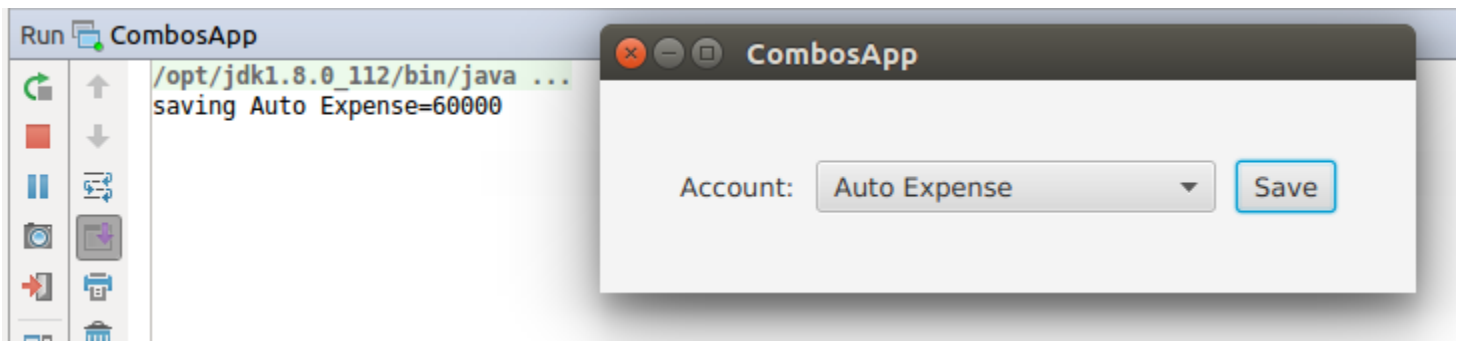 Run CombosApp
/opt/jdk1.8.0_112/bin/java ...
saving Auto Expense=60000
CombosApp
Account: Auto Expense Save